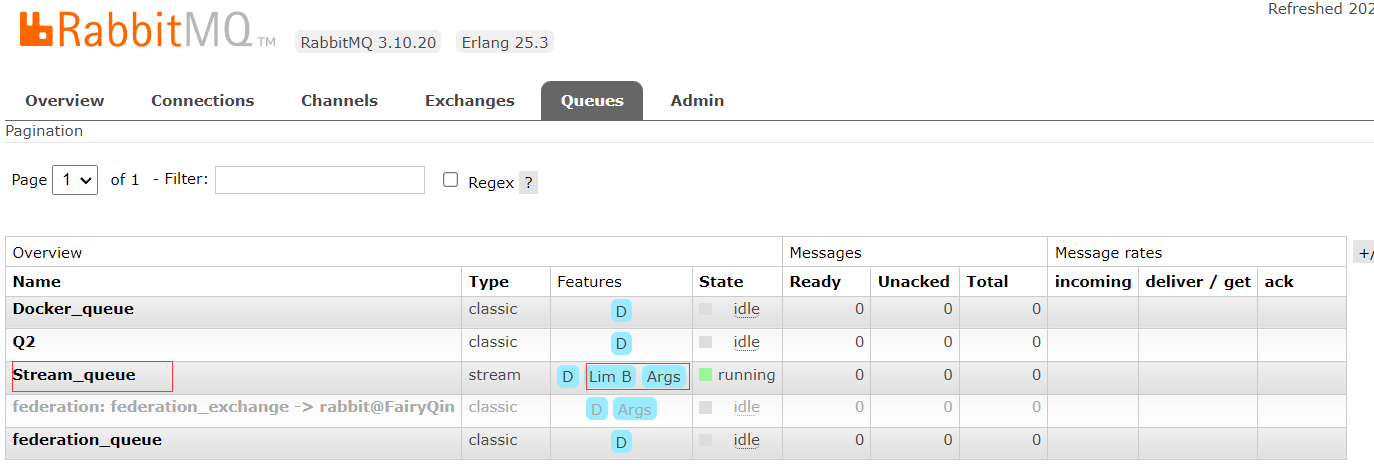 Refreshed 202
RabbitMQ TM RabbitMQ 3.10.20 Erlang 25.3
Overview Connections Channels Exchanges Queues Admin
Pagination
Page 1 of 1 - Filter: Regex ?
Overview Messages Message rates +/
Name Type Features State Ready Unacked Total incoming deliver / get ack
Docker_queue classic D idle 0 0 0
Q2 classic D idle 0 0 0
Stream_queue stream D Lim B Args running 0 0 0
federation: federation_exchange -> rabbit@FairyQin classic D Args idle 0 0 0
federation_queue classic D idle 0 0 0